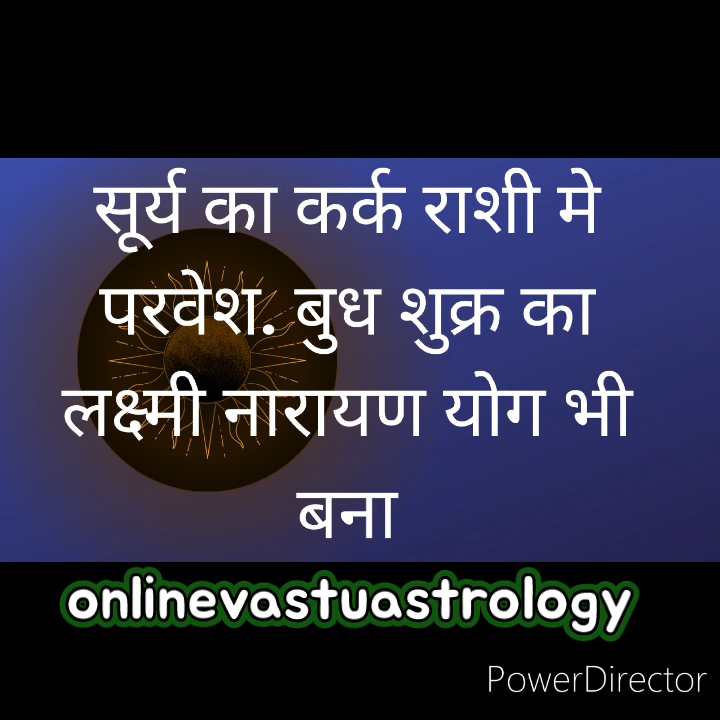 सूर्य का कर्क राशी मे
परवेश. बुध शुक्र का
लक्ष्मी नारायण योग भी
बना
onlinevastuastrology
PowerDirector